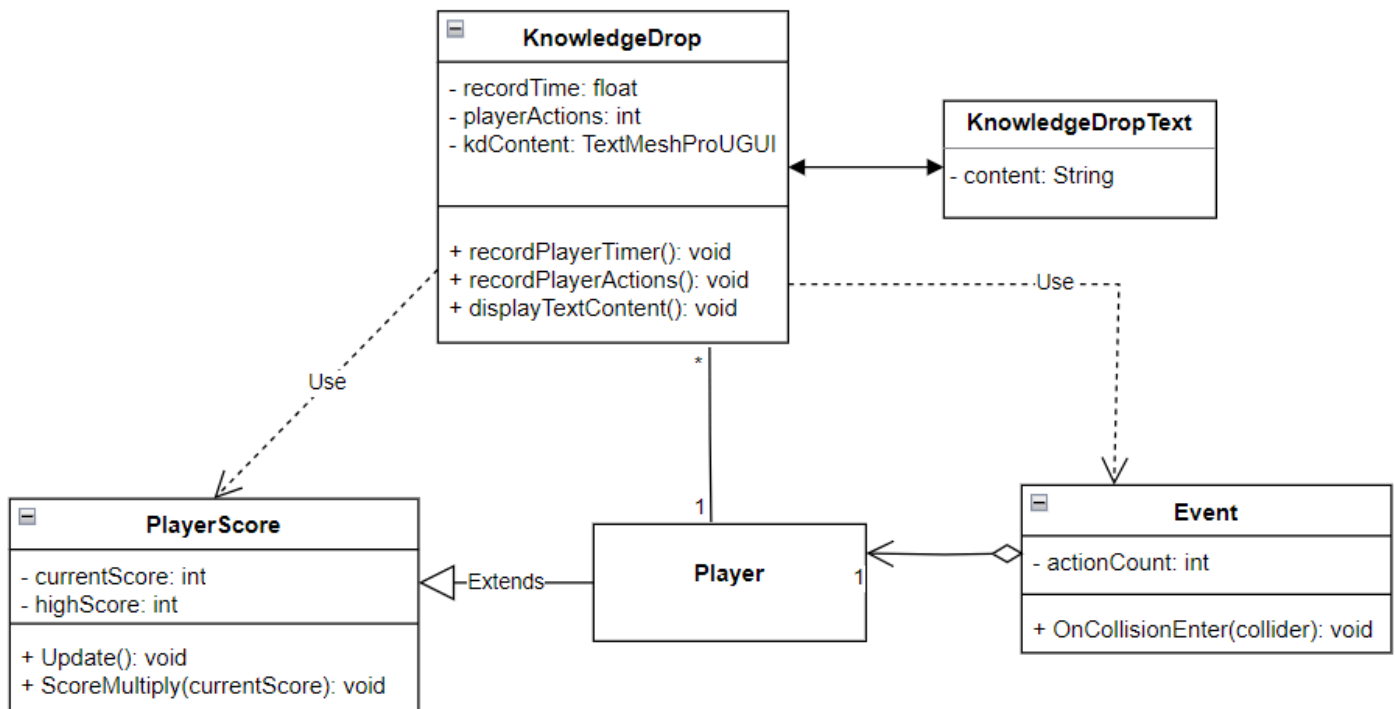 KnowledgeDrop
- recordTime: float
- playerActions: int
- kdContent: TextMeshProUGUI
+ recordPlayerTimer(): void
+ recordPlayerActions(): void
+ displayTextContent(): void
KnowledgeDropText
- content: String
Use
Use
*
1
PlayerScore
- currentScore: int
- highScore: int
+ Update(): void
+ ScoreMultiply(currentScore): void
Extends
Player
1
Event
- actionCount: int
+ OnCollisionEnter(collider): void